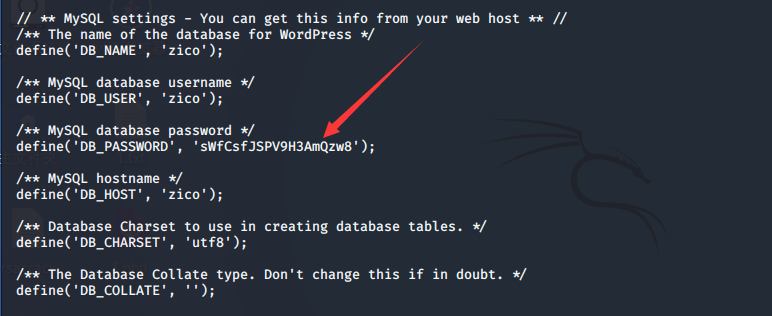 // ** MySQL settings - You can get this info from your web host ** //
/** The name of the database for WordPress */
define('DB_NAME', 'zico');
/** MySQL database username */
define('DB_USER', 'zico');
/** MySQL database password */
define('DB_PASSWORD', 'sWfCsfJSPV9H3AmQzw8');
/** MySQL hostname */
define('DB_HOST', 'zico');
/** Database Charset to use in creating database tables. */
define('DB_CHARSET', 'utf8');
/** The Database Collate type. Don't change this if in doubt. */
define('DB_COLLATE', '');